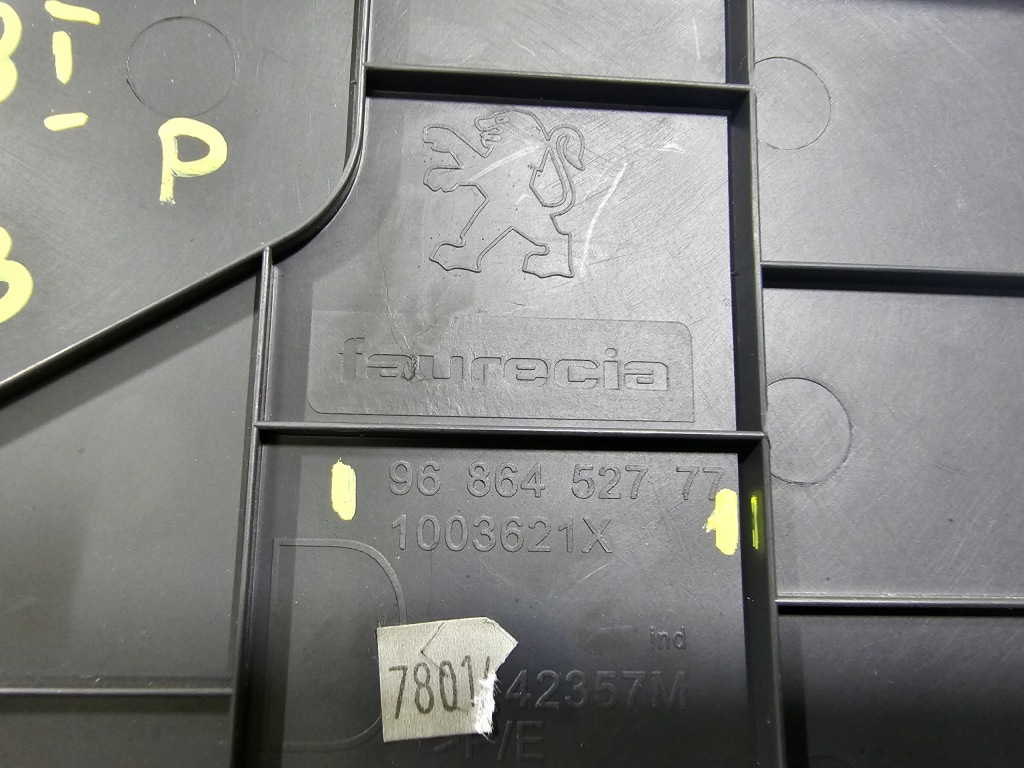 P
faurecia
96 864 527 77
1003621X
ind
7801
42357M
P/E